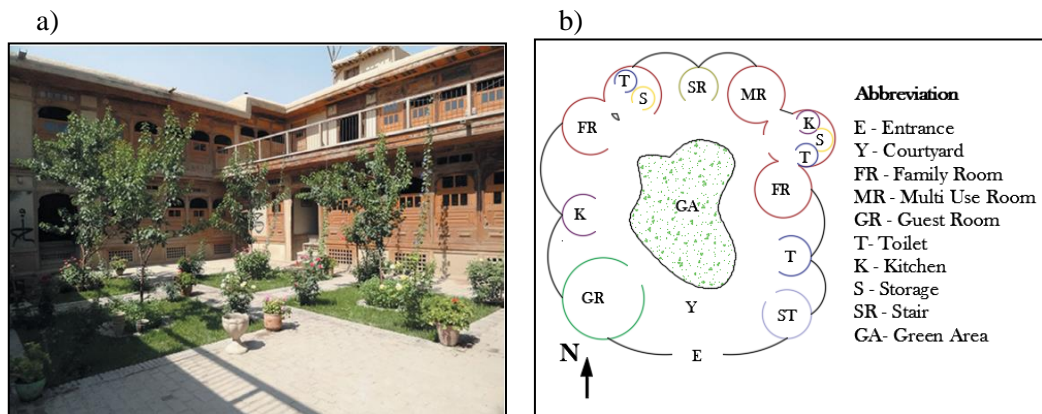 a)
b)
T
S
SR
MR
K
S
T
FR
FR
GA
K
T
GR
Y
ST
E
N
Abbreviation
E - Entrance
Y - Courtyard
FR - Family Room
MR - Multi Use Room
GR - Guest Room
T- Toilet
K - Kitchen
S - Storage
SR - Stair
GA- Green Area